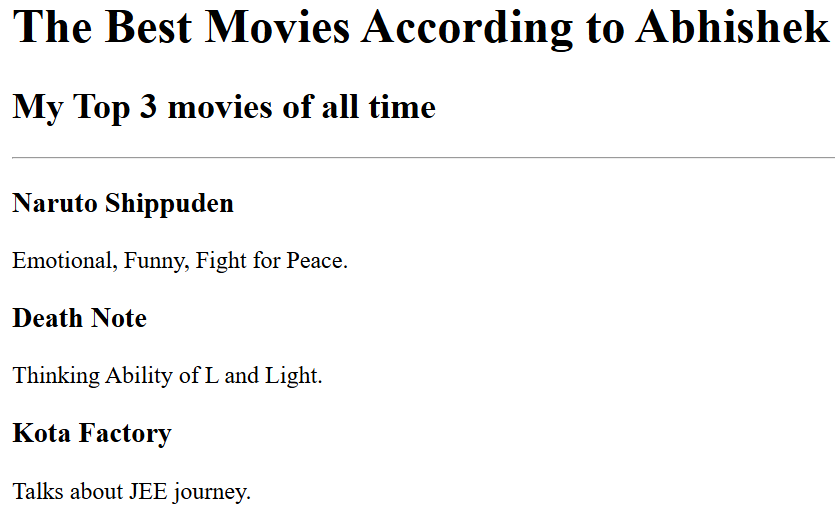 The Best Movies According to Abhishek
My Top 3 movies of all time
Naruto Shippuden
Emotional, Funny, Fight for Peace.
Death Note
Thinking Ability of L and Light.
Kota Factory
Talks about JEE journey.